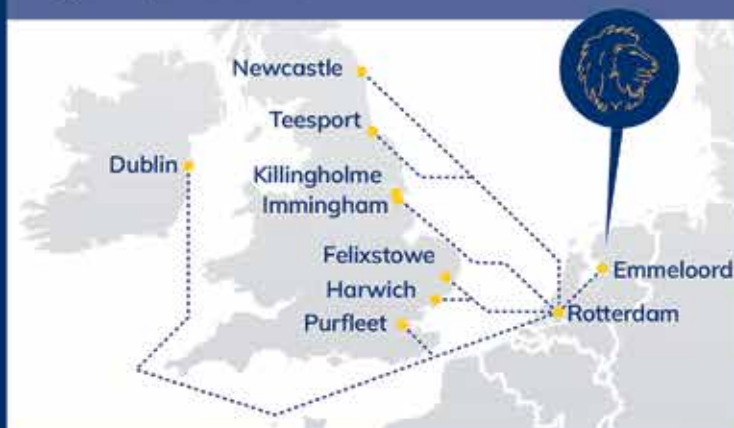 Newcastle
Teesport
Dublin
Killingholme
Immingham
Felixstowe
Harwich
Purfleet
Emmeloord
Rotterdam